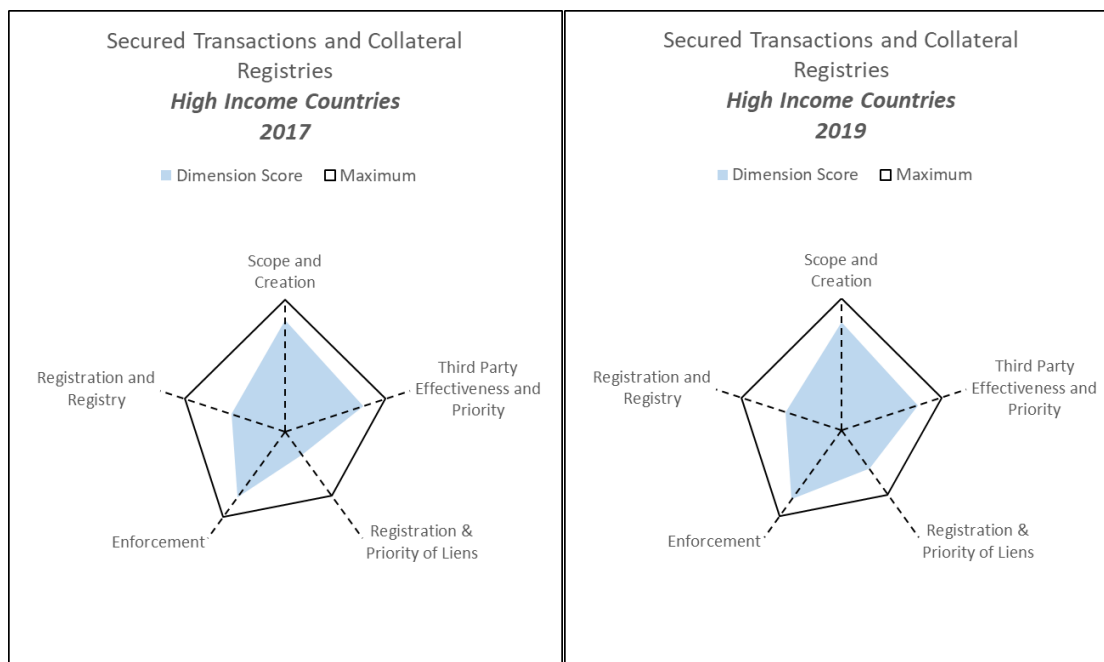 Secured Transactions and Collateral
Registries
High Income Countries
2017
Dimension Score
Maximum
Scope and
Creation
Third Party
Effectiveness and
Priority
Registration &
Priority of Liens
Enforcement
Registration and
Registry
Secured Transactions and Collateral
Registries
High Income Countries
2019
Dimension Score
Maximum
Scope and
Creation
Third Party
Effectiveness and
Priority
Registration &
Priority of Liens
Enforcement
Registration and
Registry